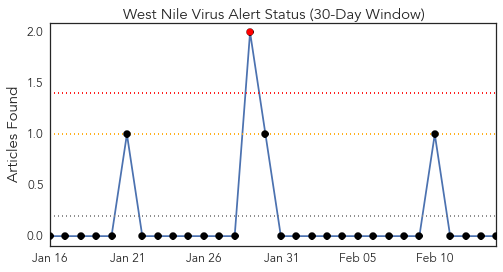 West Nile Virus Alert Status (30-Day Window)
Articles Found
2.0
1.5
1.0
0.5
0.0
Jan 16 Jan 21 Jan 26 Jan 31 Feb 05 Feb 10